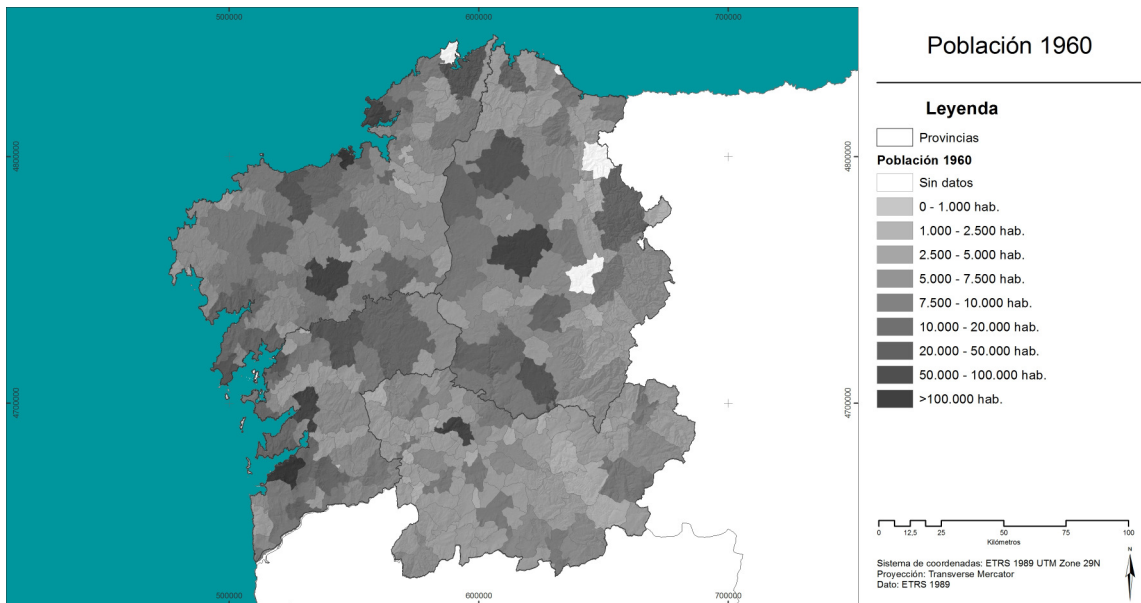 500000
600000
700000
4800000
4800000
4700000
4700000
500000
600000
700000
Población 1960
Leyenda
Provincias
Población 1960
Sin datos
0 - 1.000 hab.
1.000 - 2.500 hab.
2.500 - 5.000 hab.
5.000 - 7.500 hab.
7.500 - 10.000 hab.
10.000 - 20.000 hab.
20.000 - 50.000 hab.
50.000 - 100.000 hab.
>100.000 hab.
0 12,5 25 50 75 100
Kilómetros
N
Sistema de coordenadas: ETRS 1989 UTM Zone 29N
Proyección: Transverse Mercator
Dato: ETRS 1989